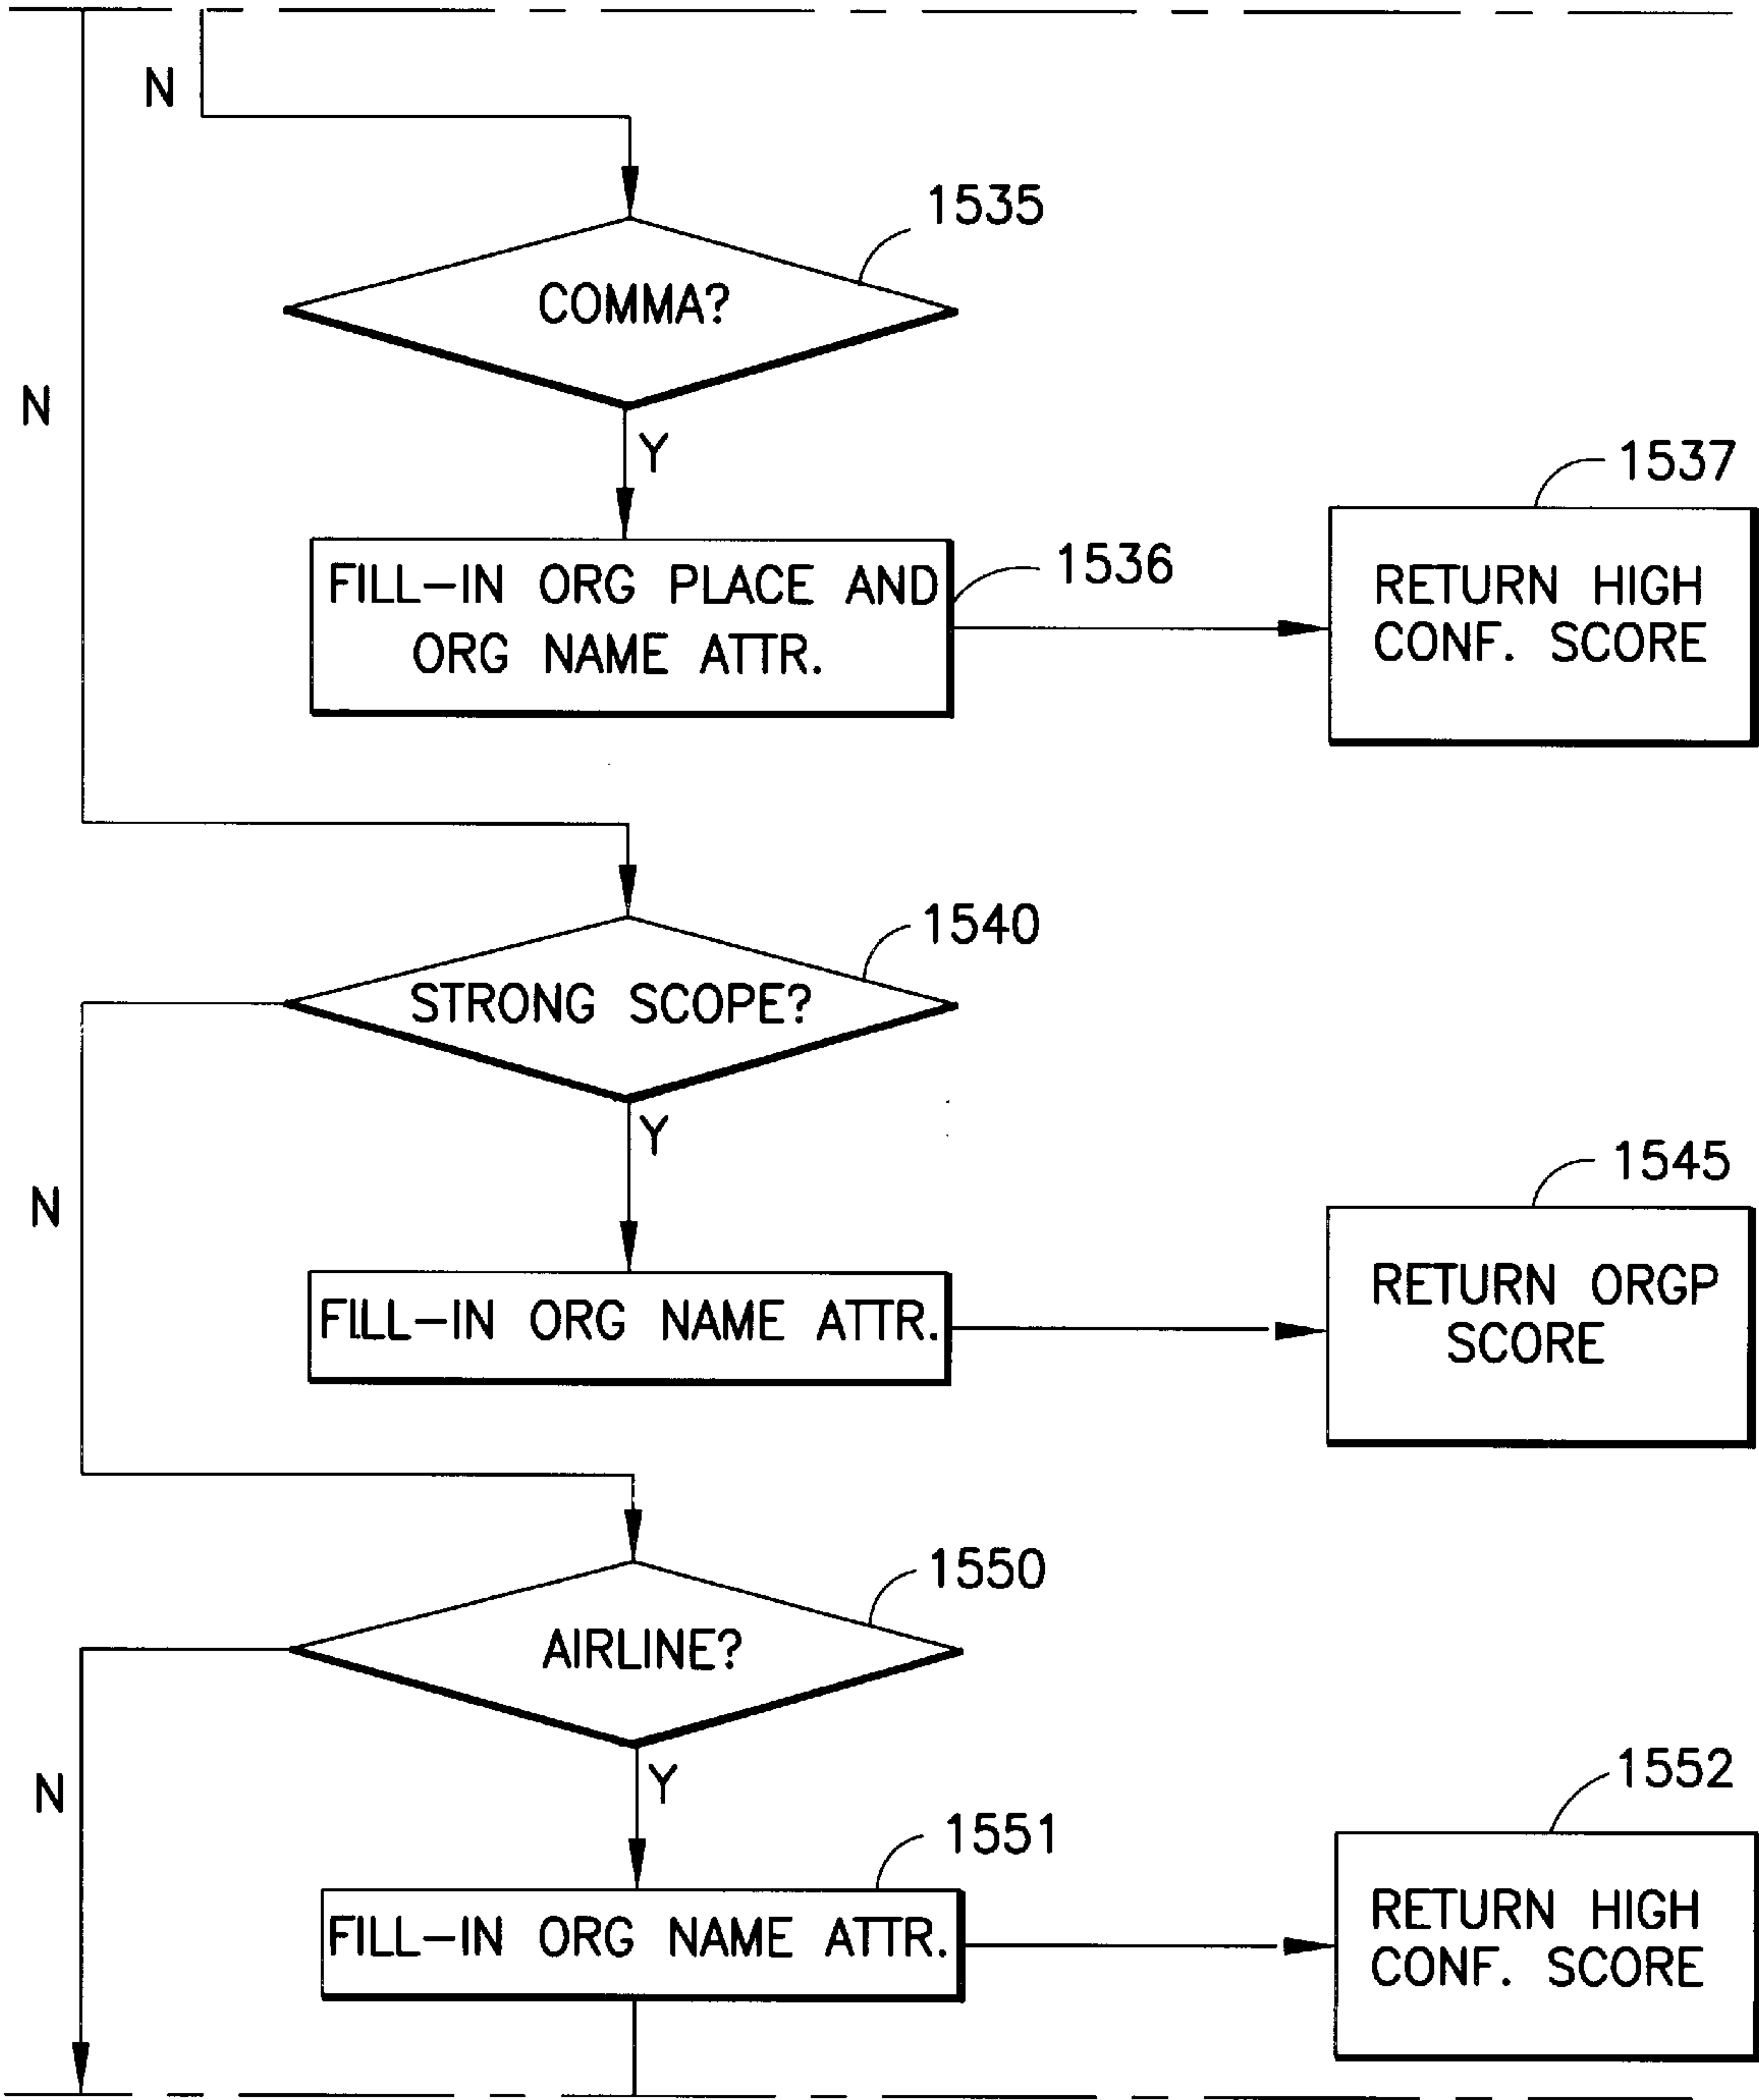 N
1535
COMMA?
N
Y
1537
1536
FILL-IN ORG PLACE AND
ORG NAME ATTR.
RETURN HIGH
CONF. SCORE
1540
STRONG SCOPE?
Y
N
1545
FILL-IN ORG NAME ATTR.
RETURN ORGP
SCORE
1550
AIRLINE?
Y
N
1552
1551
FILL-IN ORG NAME ATTR.
RETURN HIGH
CONF. SCORE